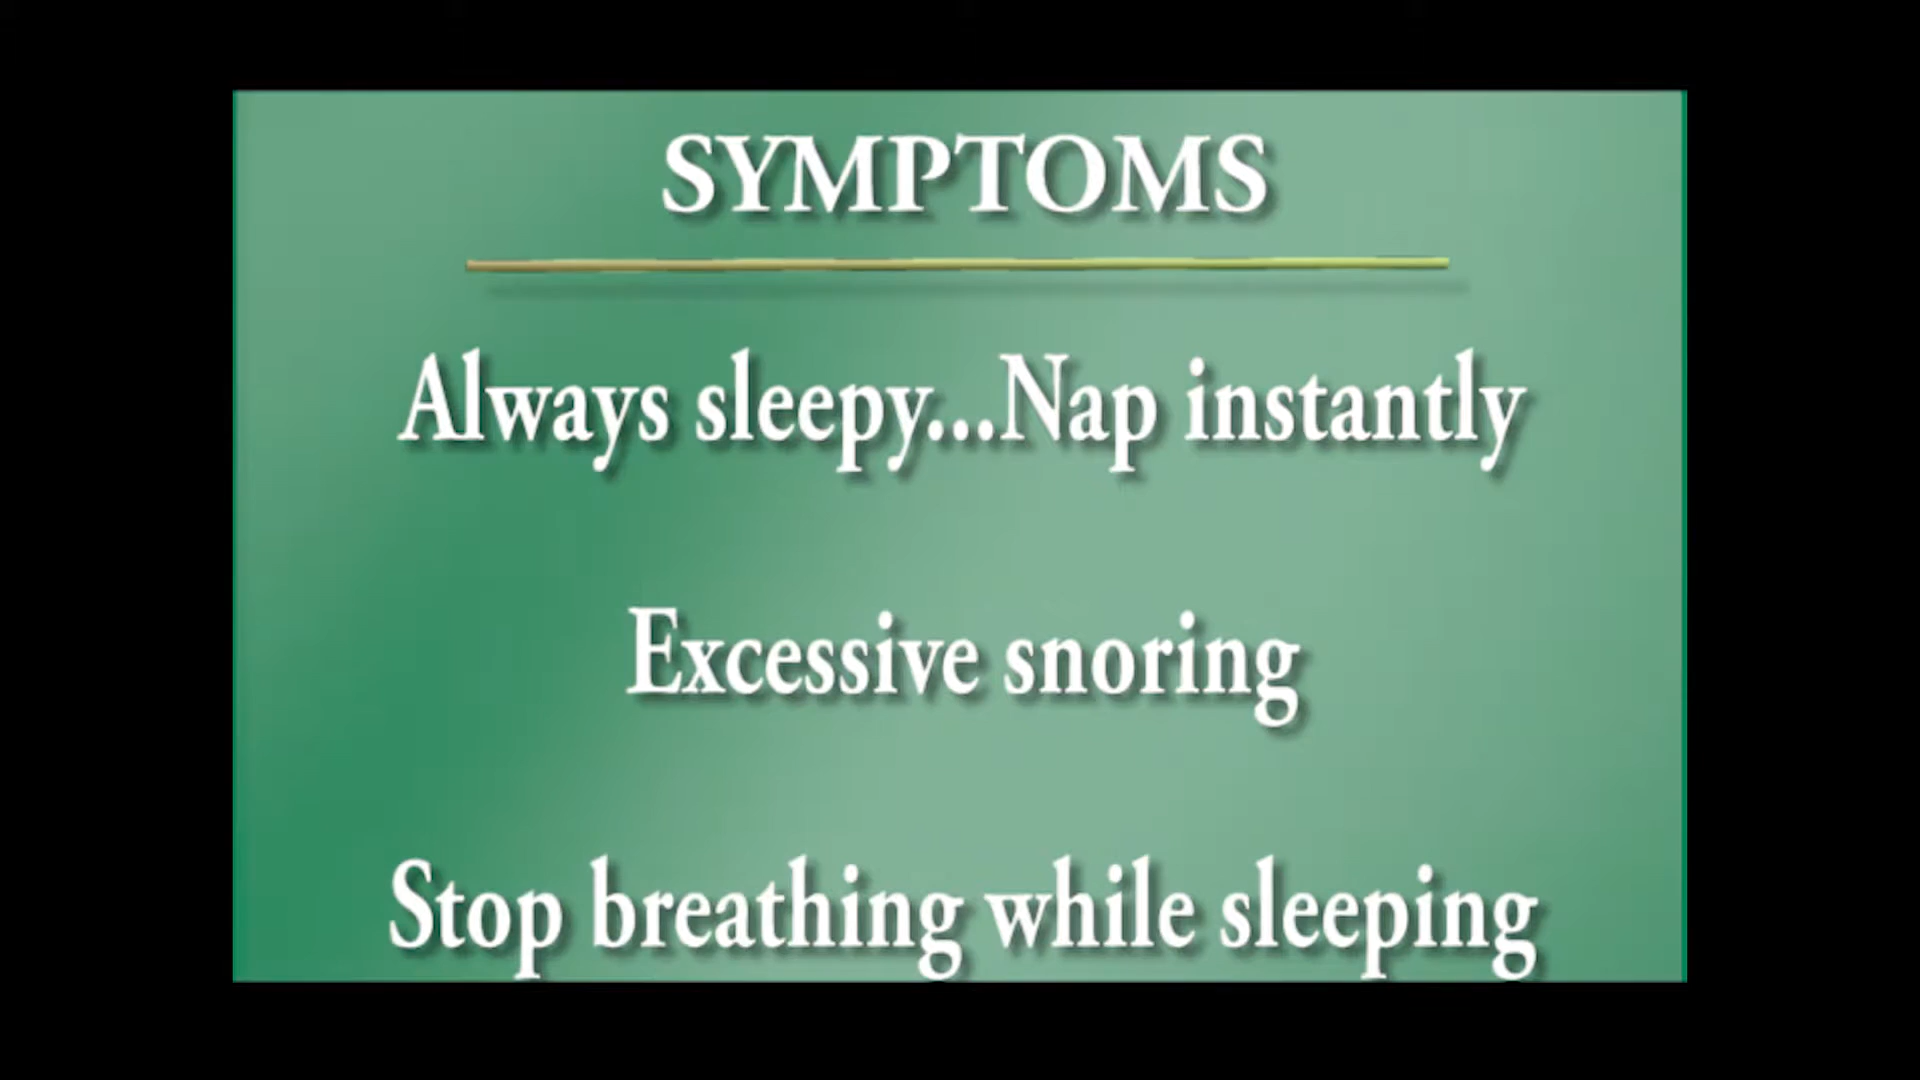 SYMPTOMS
Always sleepy...Nap instantly
Excessive snoring
Stop breathing while sleeping